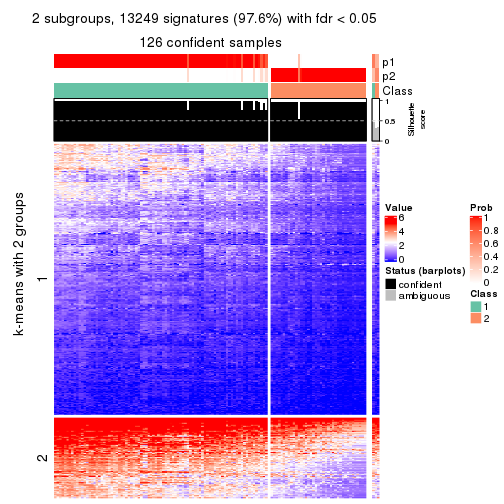 2 subgroups, 13249 signatures (97.6%) with fdr < 0.05
126 confident samples
p1
p2
Class
1
0.5
0
Silhouette
score
k-means with 2 groups
1
2
Value
6
4
2
0
Status (barplots)
confident
ambiguous
Prob
1
0.8
0.6
0.4
0.2
0
Class
1
2